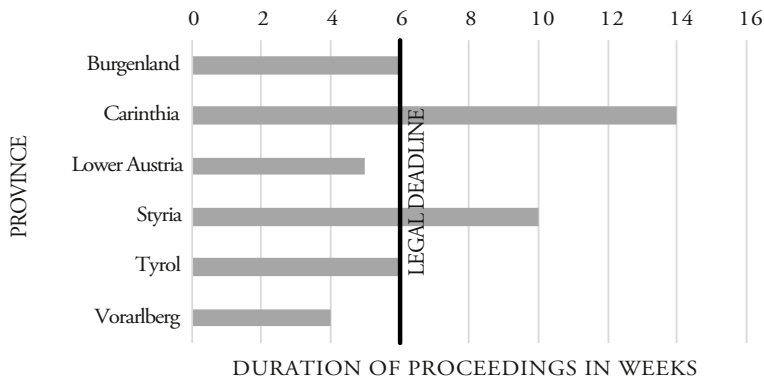 0 2 4 6 8 10 12 14 16
Burgenland
Carinthia
Lower Austria
Styria
Tyrol
Vorarlberg
PROVINCE
LEGAL DEADLINE
DURATION OF PROCEEDINGS IN WEEKS